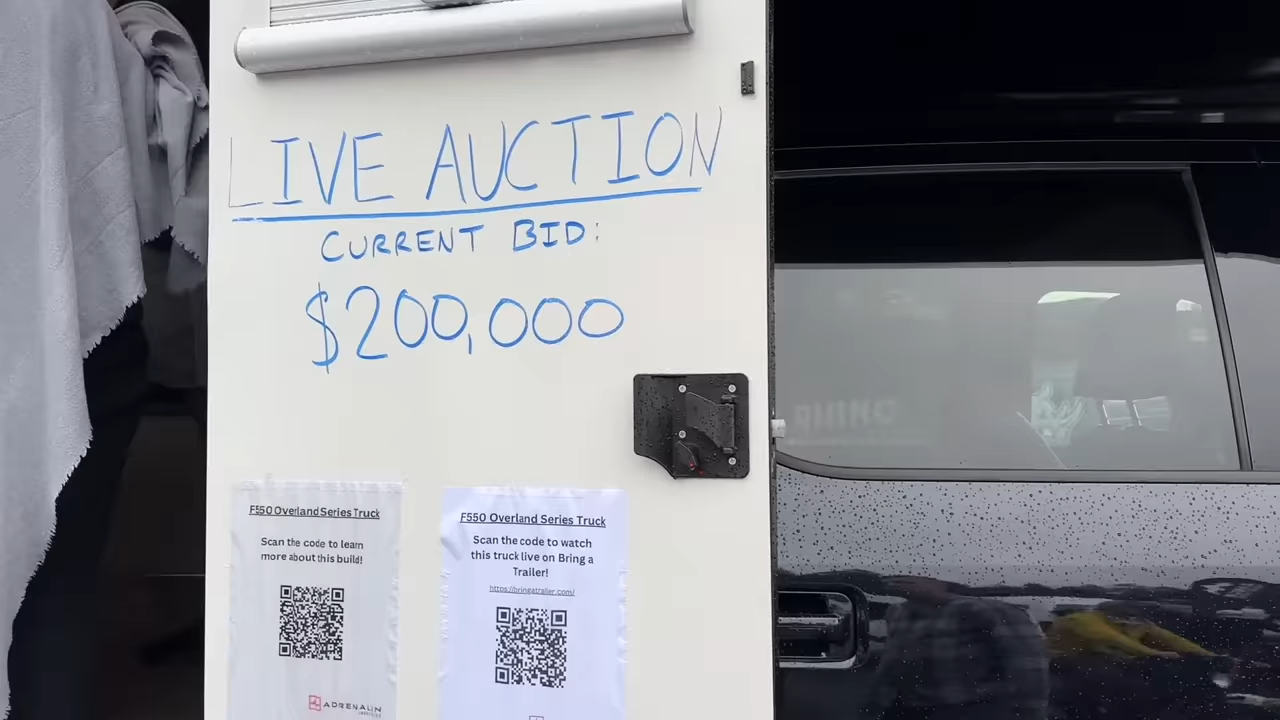 LIVE AUCTION
CURRENT BID:
$200,000
F550 Overland Series Truck
Scan the code to learn
more about this build!
ADRENALIN
F550 Overland Series Truck
Scan the code to watch
this truck live on Bring a
Trailer!
https://bringatrailer.com/
RHINO